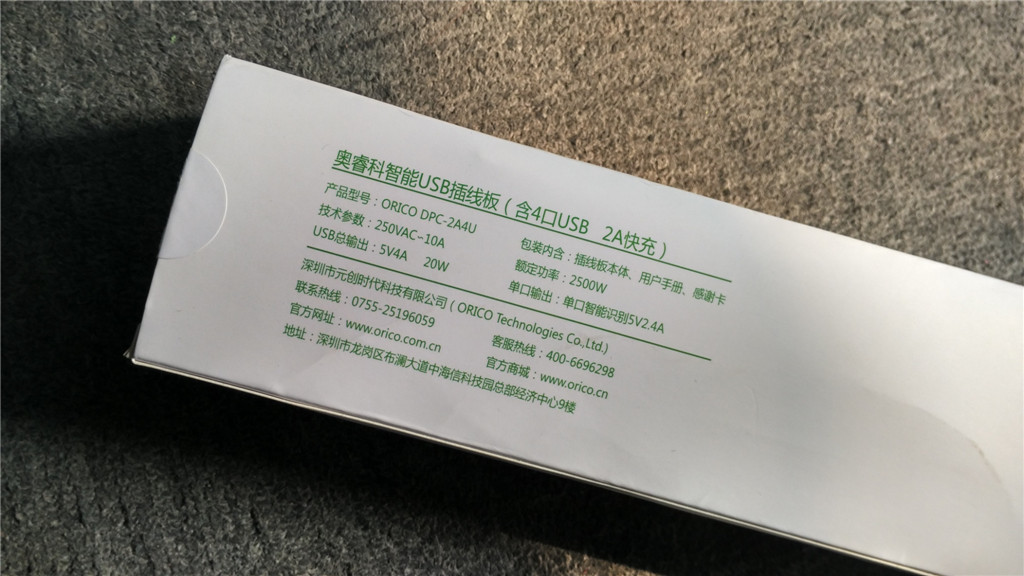 奥睿科智能USB插线板（含4口USB 2A快充）
产品型号：ORICO DPC-2A4U
包装内含：插线板本体、用户手册、感谢卡
技术参数：250VAC-10A
额定功率：2500W
USB总输出：5V4A 20W
单口输出：单口智能识别5V2.4A
深圳市元创时代科技有限公司（ORICO Technologies Co.,Ltd.)
联系热线：0755-25196059
客服热线：400-6696298
官方网址：www.orico.com.cn
官方商城：www.orico.cn
地址：深圳市龙岗区布澜大道中海信科技园总部经济中心9楼